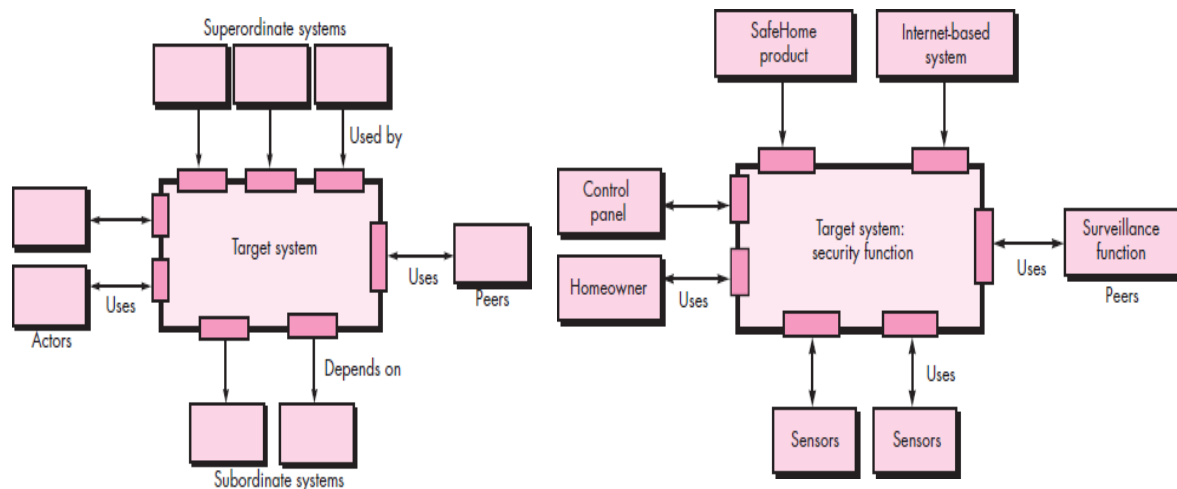 Superordinate systems
Used by
Target system
Uses
Peers
Uses
Actors
Depends on
Subordinate systems
SafeHome
product
Internet-based
system
Control
panel
Target system:
security function
Surveillance
function
Homeowner
Uses
Uses
Peers
Uses
Sensors
Sensors